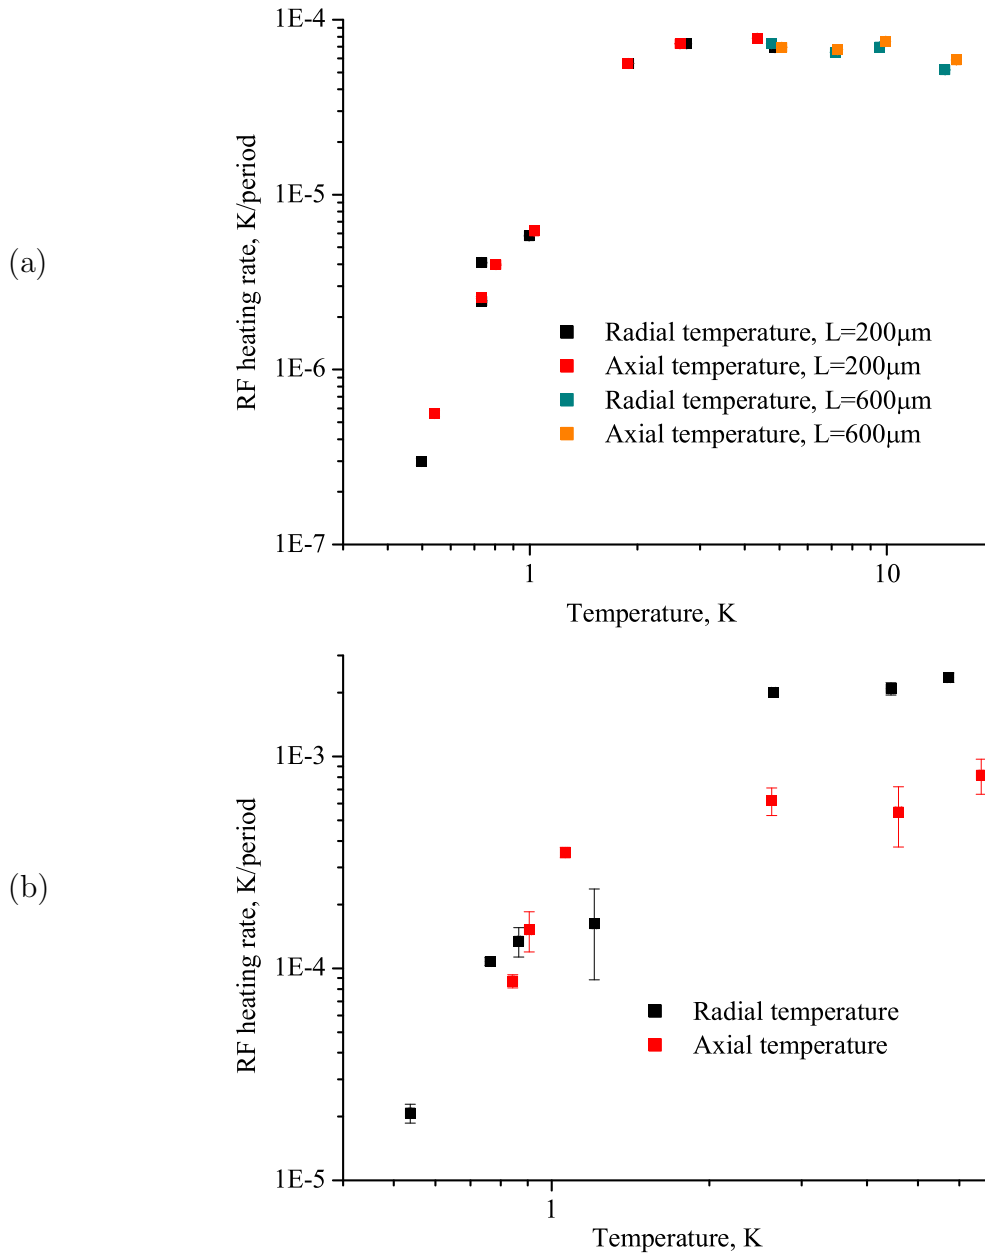 (a)
RF heating rate, K/period
1E-4
1E-5
1E-6
1E-7
Radial temperature, L=200μm
Axial temperature, L=200μm
Radial temperature, L=600μm
Axial temperature, L=600μm
1 10
Temperature, K
(b)
RF heating rate, K/period
1E-3
1E-4
1E-5
Radial temperature
Axial temperature
1
Temperature, K